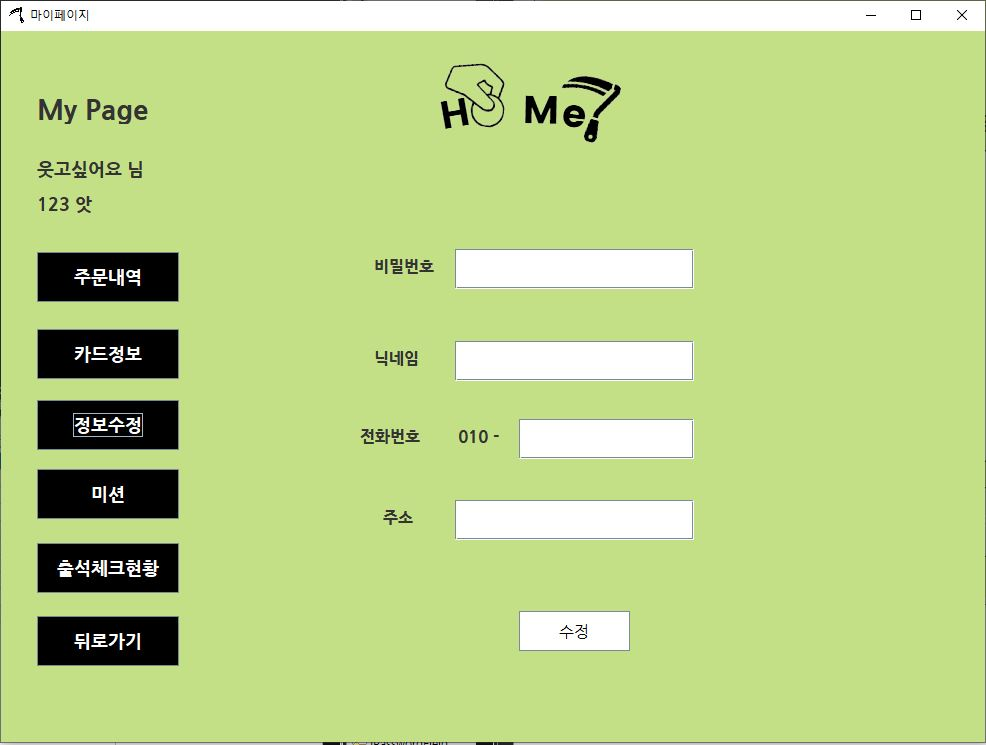 마이페이지
Ho Me?
My Page
웃고싶어요 님
123 앗
주문내역
카드정보
정보수정
미션
출석체크현황
뒤로가기
비밀번호
닉네임
전화번호 010 -
주소
수정